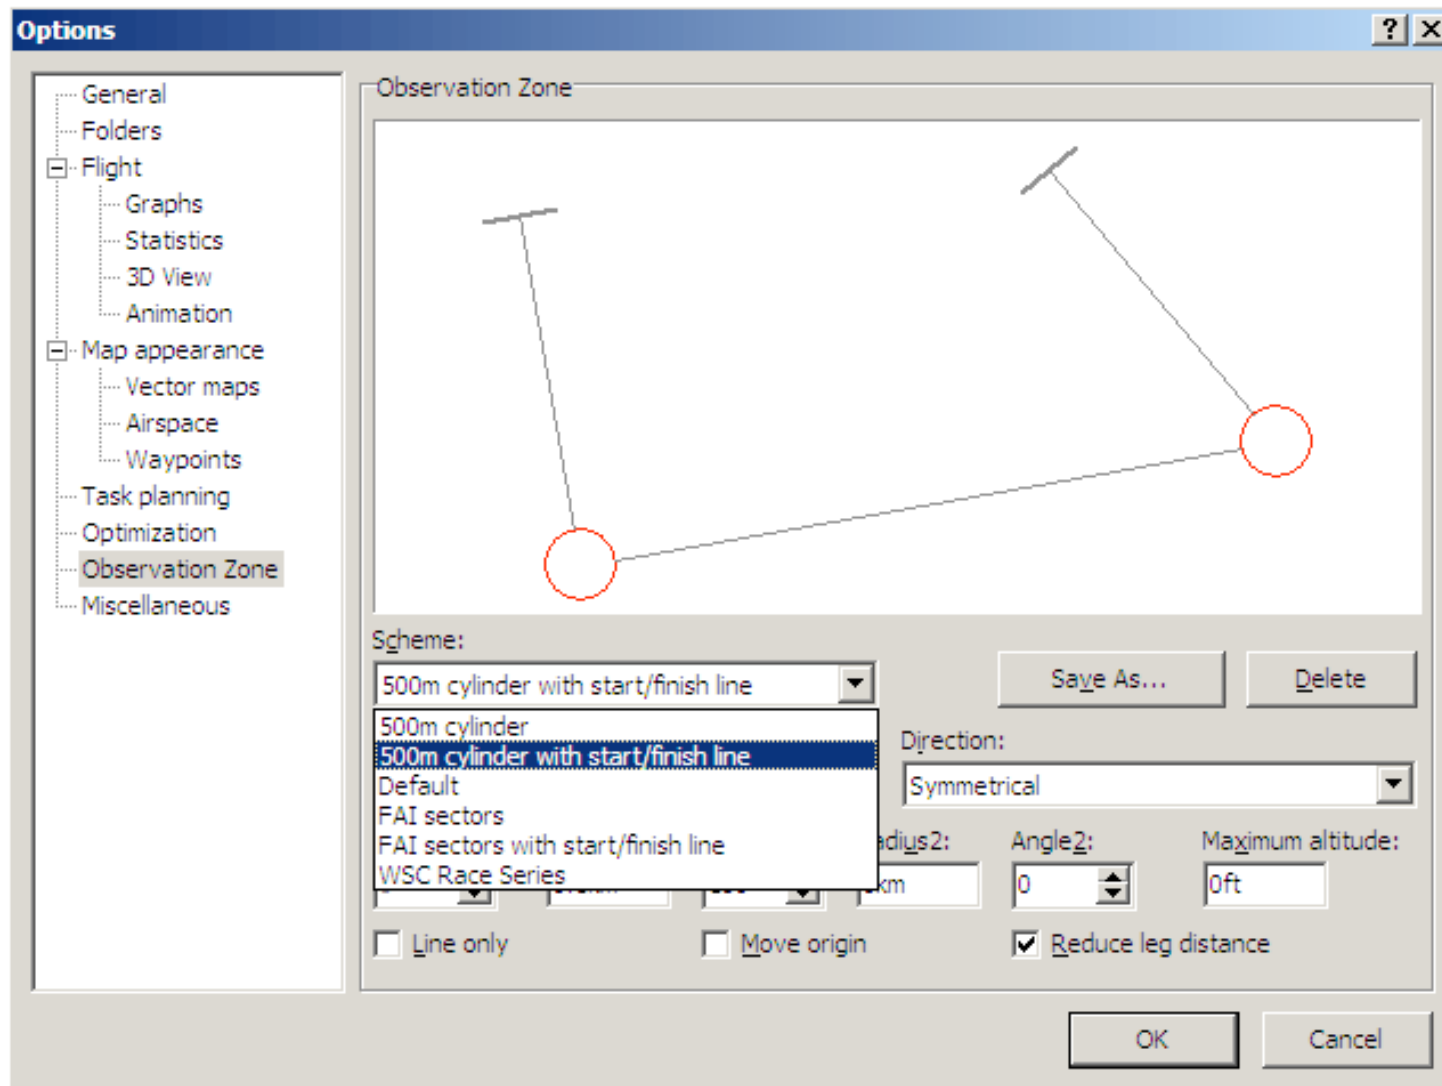 Options
General
Folders
Flight
Graphs
Statistics
3D View
Animation
Map appearance
Vector maps
Airspace
Waypoints
Task planning
Optimization
Observation Zone
Miscellaneous
Observation Zone
Scheme:
500m cylinder with start/finish line
Save As...
Delete
500m cylinder
500m cylinder with start/finish line
Default
FAI sectors
FAI sectors with start/finish line
WSC Race Series
Direction:
Symmetrical
Angle2:
Maximum altitude:
0
0ft
Line only
Move origin
Reduce leg distance
OK
Cancel